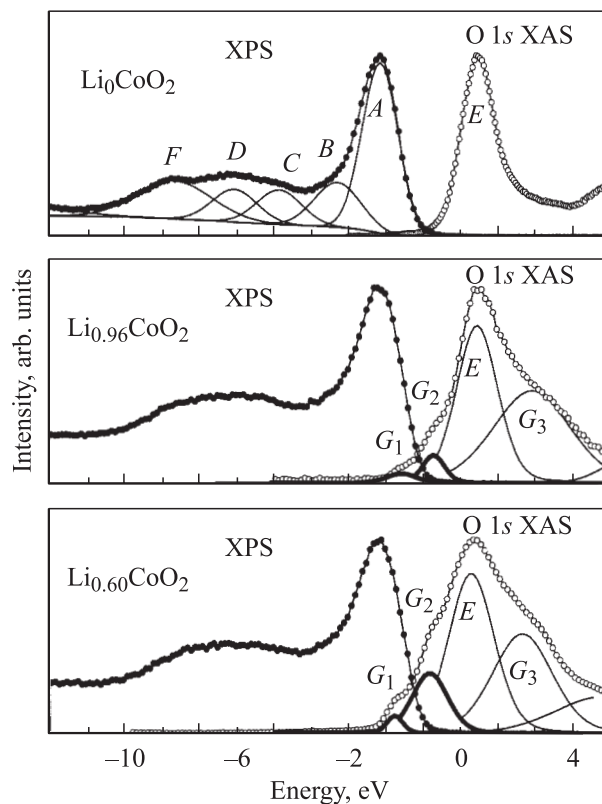 XPS
O 1s XAS
Li0CoO2
A
E
F
D
C
B
XPS
O 1s XAS
Li0.96CoO2
G2
E
G3
G1
XPS
O 1s XAS
Li0.60CoO2
G2
E
G1
G3
Intensity, arb. units
−10
−6
−2
0
4
Energy, eV